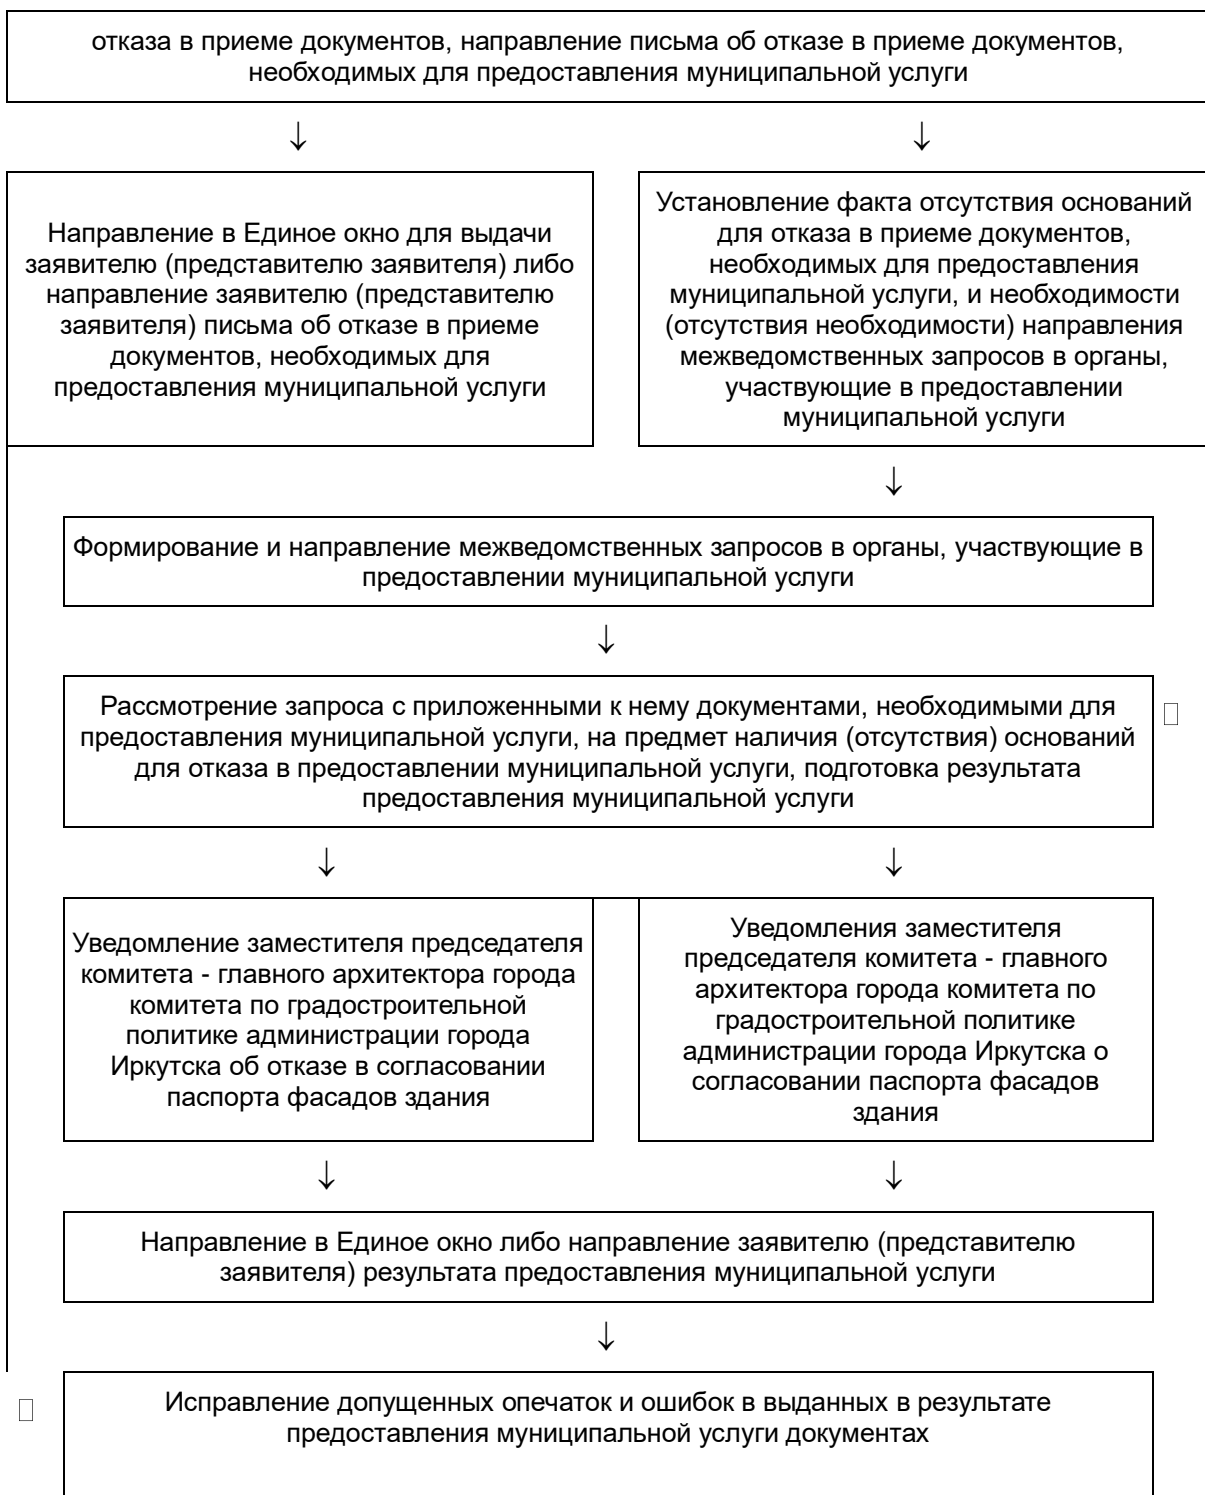 отказа в приеме документов, направление письма об отказе в приеме документов,
необходимых для предоставления муниципальной услуги
↓
↓
Направление в Единое окно для выдачи
заявителю (представителю заявителя) либо
направление заявителю (представителю
заявителя) письма об отказе в приеме
документов, необходимых для
предоставления муниципальной услуги
Установление факта отсутствия оснований
для отказа в приеме документов,
необходимых для предоставления
муниципальной услуги, и необходимости
(отсутствия необходимости) направления
межведомственных запросов в органы,
участвующие в предоставлении
муниципальной услуги
↓
Формирование и направление межведомственных запросов в органы, участвующие в
предоставлении муниципальной услуги
↓
Рассмотрение запроса с приложенными к нему документами, необходимыми для
предоставления муниципальной услуги, на предмет наличия (отсутствия) оснований
для отказа в предоставлении муниципальной услуги, подготовка результата
предоставления муниципальной услуги
↓
↓
Уведомление заместителя председателя
комитета - главного архитектора города
комитета по градостроительной
политике администрации города
Иркутска об отказе в согласовании
паспорта фасадов здания
Уведомления заместителя
председателя комитета - главного
архитектора города комитета по
градостроительной политике
администрации города Иркутска о
согласовании паспорта фасадов
здания
↓
↓
Направление в Единое окно либо направление заявителю (представителю
заявителя) результата предоставления муниципальной услуги
↓
Исправление допущенных опечаток и ошибок в выданных в результате
предоставления муниципальной услуги документах